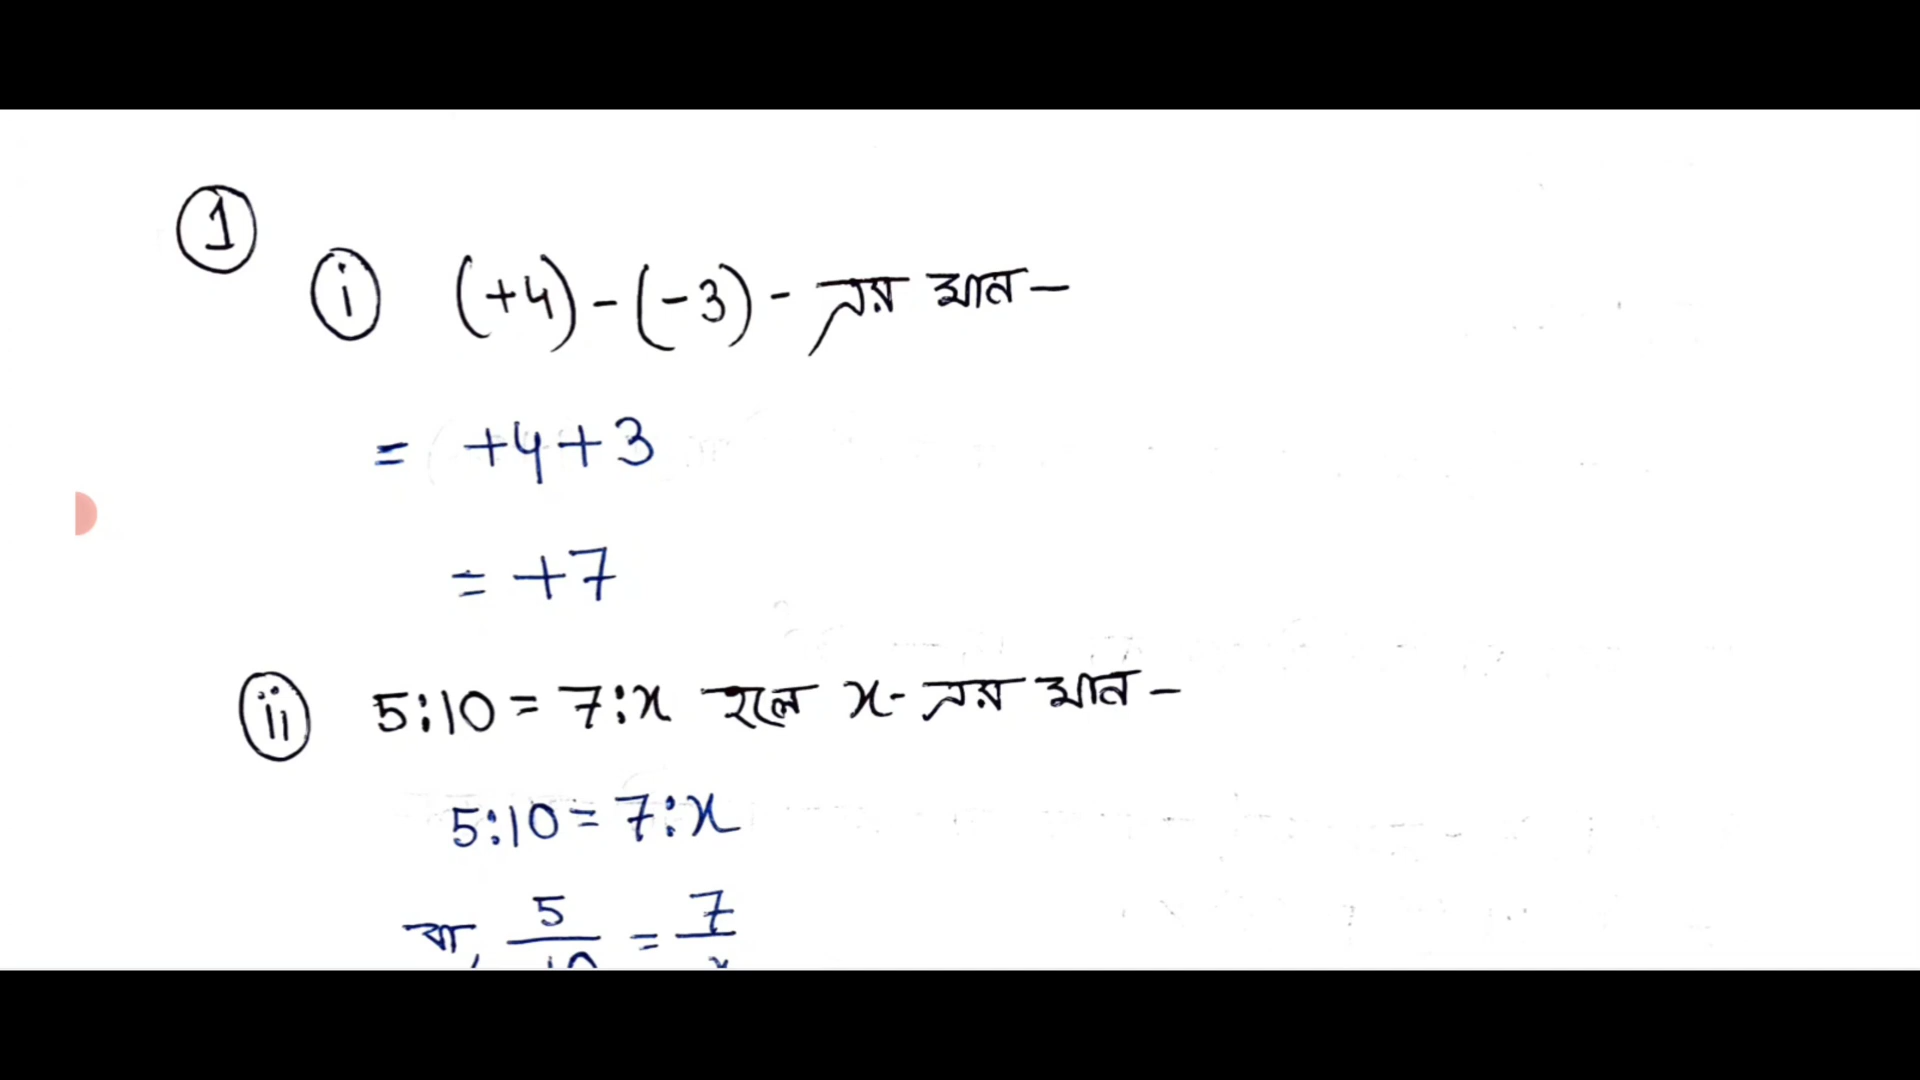 1
i (+4)-(-3)- এর মান—
= +4+3
= +7
ii 5:10 = 7:x হলে x- এর মান—
5:10 = 7:x
বা, 5/10 = 7/x